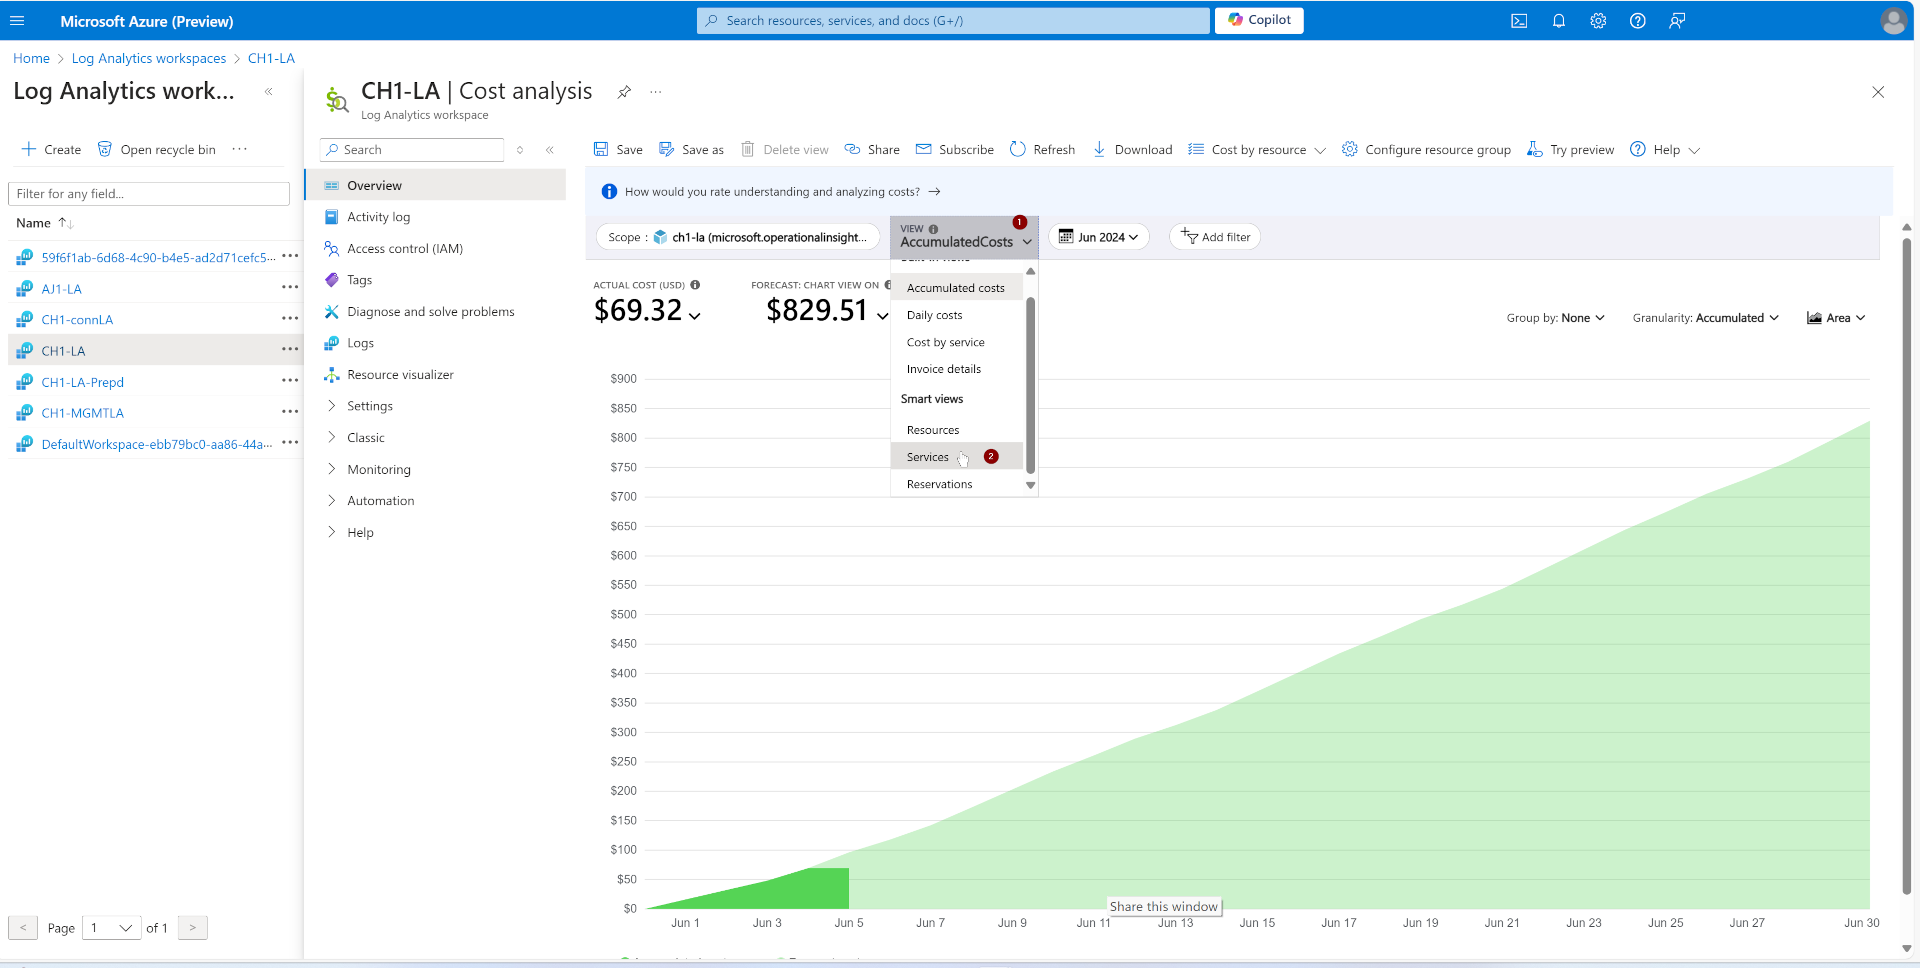 Microsoft Azure (Preview)
Search resources, services, and docs (G+/)
Copilot
Home > Log Analytics workspaces > CH1-LA
Log Analytics work... «
+ Create
Open recycle bin
...
Filter for any field...
Name ↑↓
59f6f1ab-6d68-4c90-b4e5-ad2d71cefc5... •••
AJ1-LA •••
CH1-connLA •••
CH1-LA •••
CH1-LA-Prepd •••
CH1-MGMTLA •••
DefaultWorkspace-ebb79bc0-aa86-44a... •••
< Page 1 of 1 >
CH1-LA | Cost analysis
...
Log Analytics workspace
Search
«
Overview
Activity log
Access control (IAM)
Tags
Diagnose and solve problems
Logs
Resource visualizer
> Settings
> Classic
> Monitoring
> Automation
> Help
Save
Save as
Delete view
Share
Subscribe
Refresh
Download
Cost by resource
Configure resource group
Try preview
Help
How would you rate understanding and analyzing costs? →
Scope : ch1-la (microsoft.operationalinsight...
VIEW
1
AccumulatedCosts
Jun 2024
Add filter
Built-in views
Accumulated costs
Daily costs
Cost by service
Invoice details
Smart views
Resources
Services 2
Reservations
ACTUAL COST (USD)
$69.32
FORECAST: CHART VIEW ON
$829.51
Group by: None
Granularity: Accumulated
Area
$900
$850
$800
$750
$700
$650
$600
$550
$500
$450
$400
$350
$300
$250
$200
$150
$100
$50
$0
Share this window
Jun 1 Jun 3 Jun 5 Jun 7 Jun 9 Jun 11 Jun 13 Jun 15 Jun 17 Jun 19 Jun 21 Jun 23 Jun 25 Jun 27 Jun 30